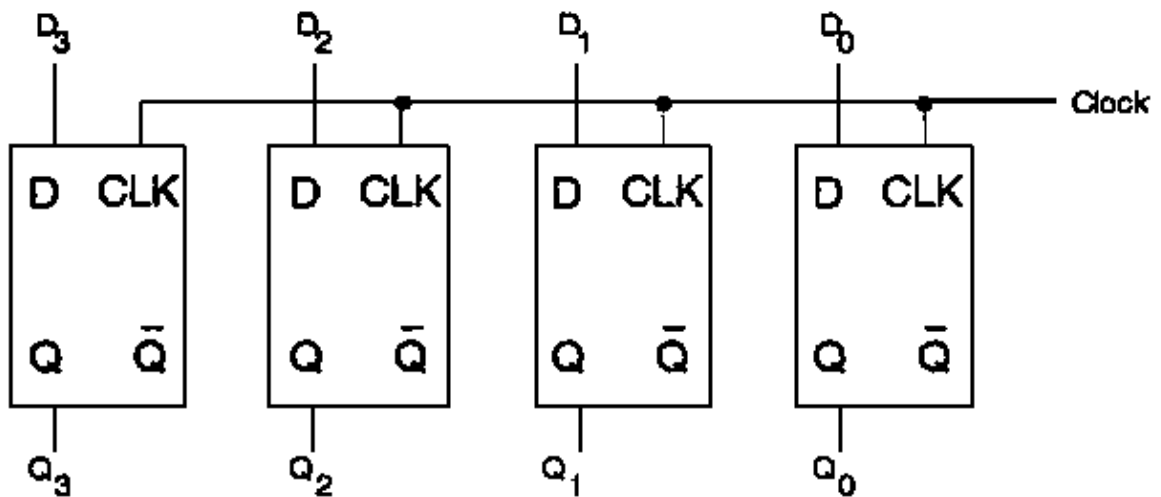 D3 D2 D1 D0
Clock
D CLK D CLK D CLK D CLK
Q Q̅ Q Q̅ Q Q̅ Q Q̅
Q3 Q2 Q1 Q0